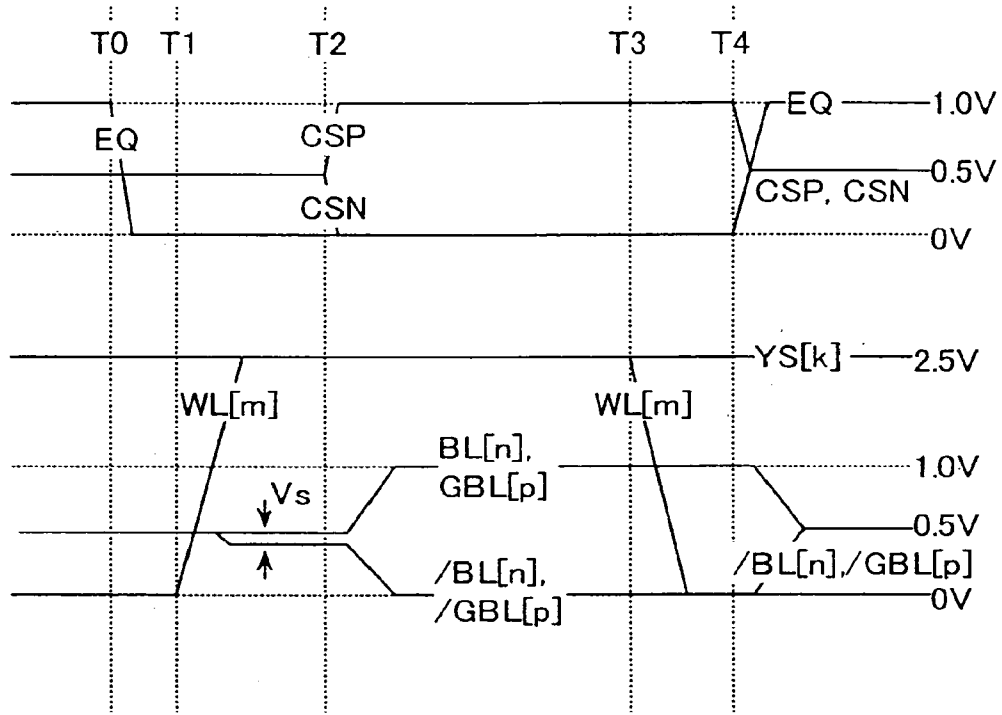 T0 T1 T2 T3 T4
EQ 1.0V
EQ CSP
0.5V
CSN CSP, CSN
0V
YS[k] 2.5V
WL[m] WL[m]
BL[n], 1.0V
GBL[p]
Vs
0.5V
/BL[n], /BL[n],/GBL[p]
/GBL[p] 0V